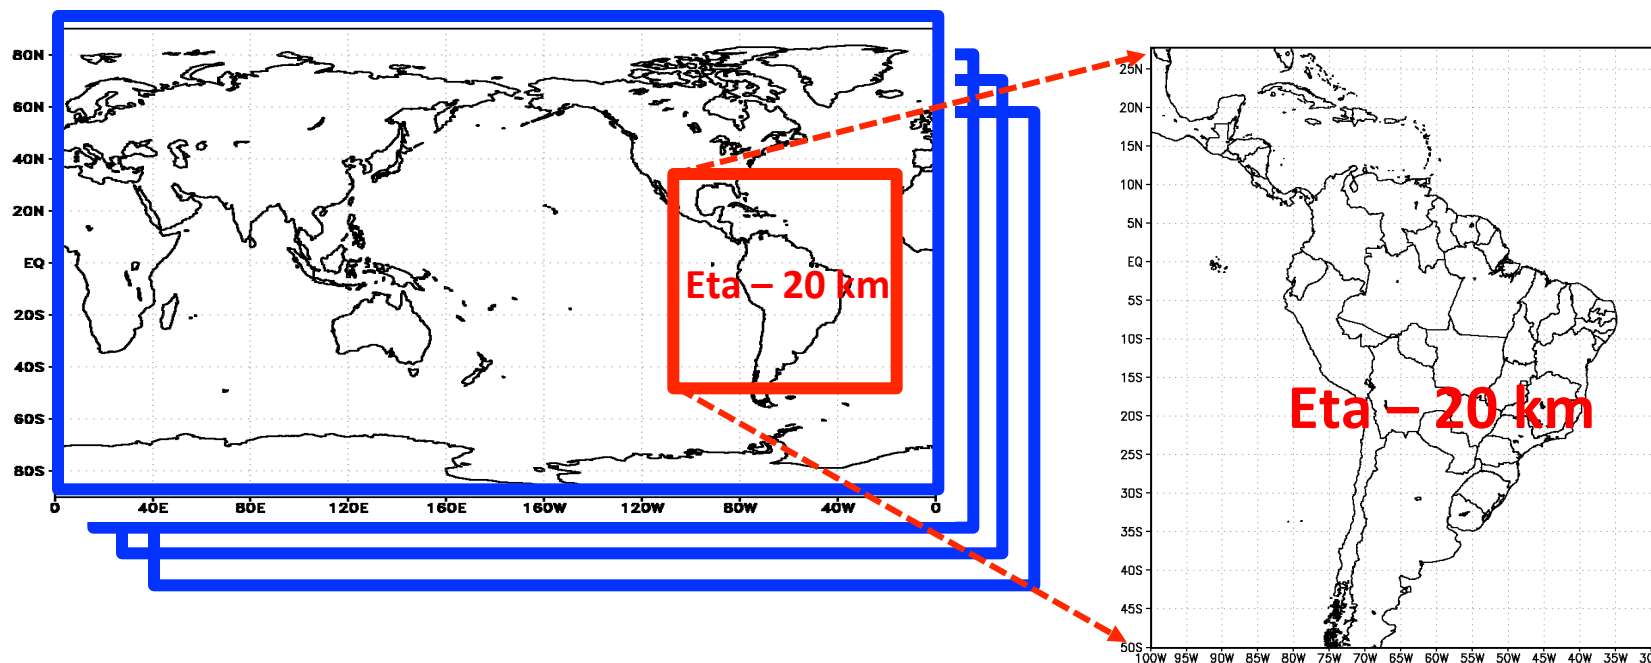 80N
60N
40N
20N
EQ
20S
40S
60S
80S
0 40E 80E 120E 160E 160W 120W 80W 40W 0
Eta – 20 km
25N
20N
15N
10N
5N
EQ
5S
10S
15S
20S
25S
30S
35S
40S
45S
50S
100W 95W 90W 85W 80W 75W 70W 65W 60W 55W 50W 45W 40W 35W
Eta – 20 km